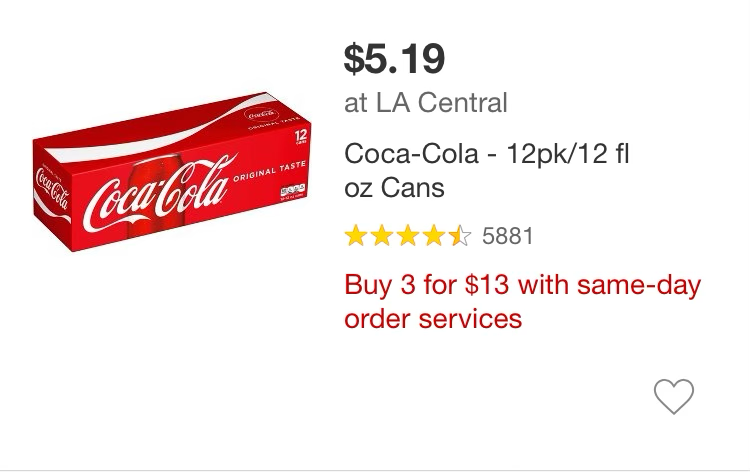 $5.19
at LA Central
Coca-Cola - 12pk/12 fl
oz Cans
5881
Buy 3 for $13 with same-day
order services
Coca-Cola
ORIGINAL TASTE
12
cans
Coca-Cola
Coca-Cola
ORIGINAL TASTE